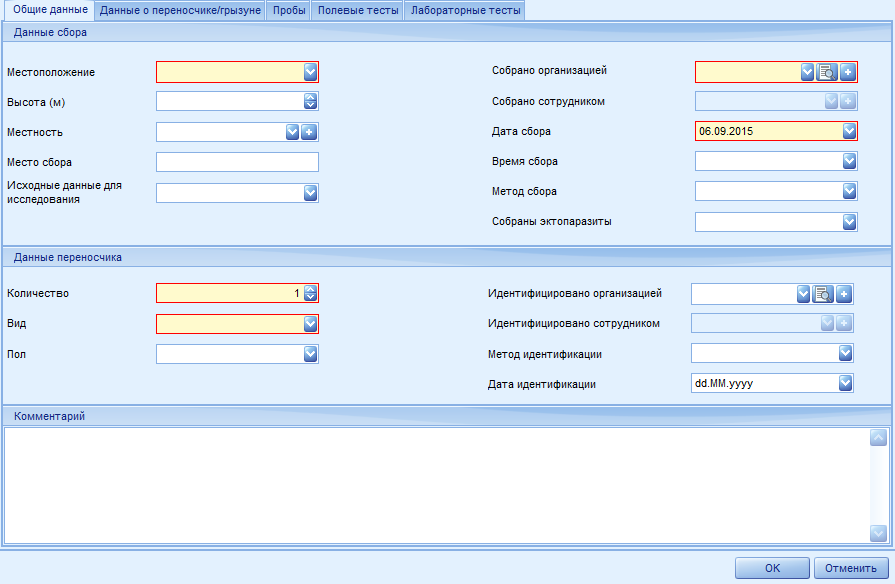 Общие данные Данные о переносчике/грызуне Пробы Полевые тесты Лабораторные тесты
Данные сбора
Местоположение
Высота (м)
Местность
Место сбора
Исходные данные для
исследования
Собрано организацией
Собрано сотрудником
Дата сбора 06.09.2015
Время сбора
Метод сбора
Собраны эктопаразиты
Данные переносчика
Количество 1
Вид
Пол
Идентифицировано организацией
Идентифицировано сотрудником
Метод идентификации
Дата идентификации dd.MM.yyyy
Комментарий
OK Отменить